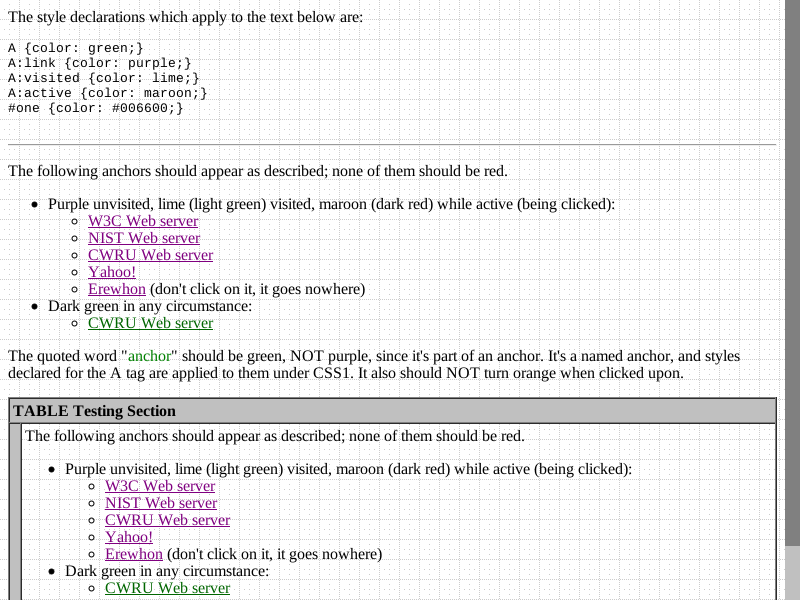 The style declarations which apply to the text below are:
A {color: green;}
A:link {color: purple;}
A:visited {color: lime;}
A:active {color: maroon;}
#one {color: #006600;}
The following anchors should appear as described; none of them should be red.
Purple unvisited, lime (light green) visited, maroon (dark red) while active (being clicked):
W3C Web server
NIST Web server
CWRU Web server
Yahoo!
Erewhon (don't click on it, it goes nowhere)
Dark green in any circumstance:
CWRU Web server
The quoted word "anchor" should be green, NOT purple, since it's part of an anchor. It's a named anchor, and styles
declared for the A tag are applied to them under CSS1. It also should NOT turn orange when clicked upon.
TABLE Testing Section
The following anchors should appear as described; none of them should be red.
Purple unvisited, lime (light green) visited, maroon (dark red) while active (being clicked):
W3C Web server
NIST Web server
CWRU Web server
Yahoo!
Erewhon (don't click on it, it goes nowhere)
Dark green in any circumstance:
CWRU Web server